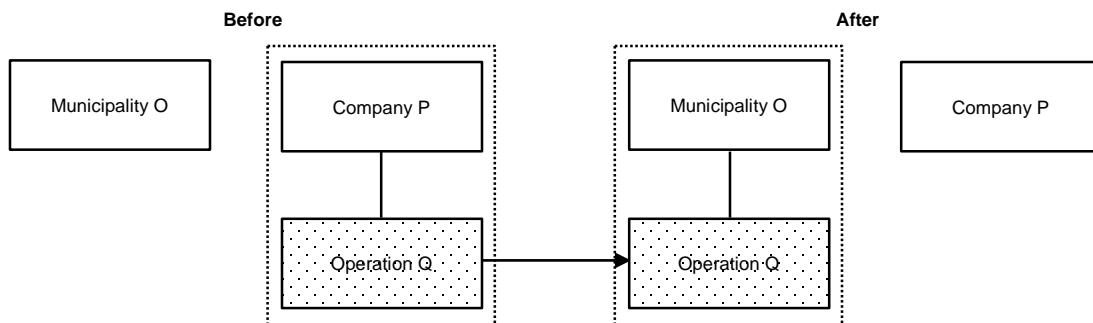 Before
After
Municipality O
Company P
Municipality O
Company P
Operation Q
Operation Q